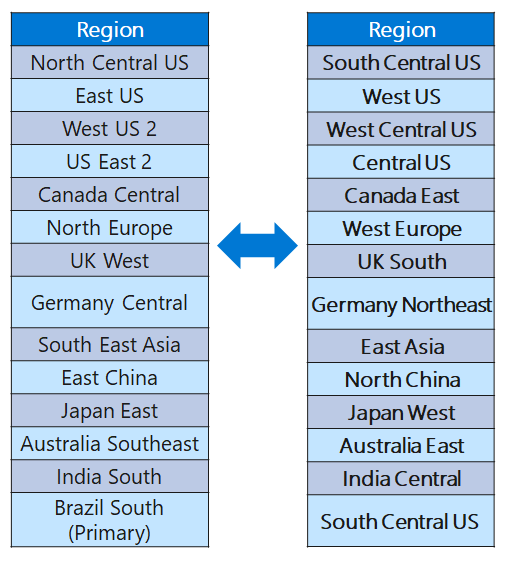 Region
North Central US
East US
West US 2
US East 2
Canada Central
North Europe
UK West
Germany Central
South East Asia
East China
Japan East
Australia Southeast
India South
Brazil South
(Primary)
Region
South Central US
West US
West Central US
Central US
Canada East
West Europe
UK South
Germany Northeast
East Asia
North China
Japan West
Australia East
India Central
South Central US